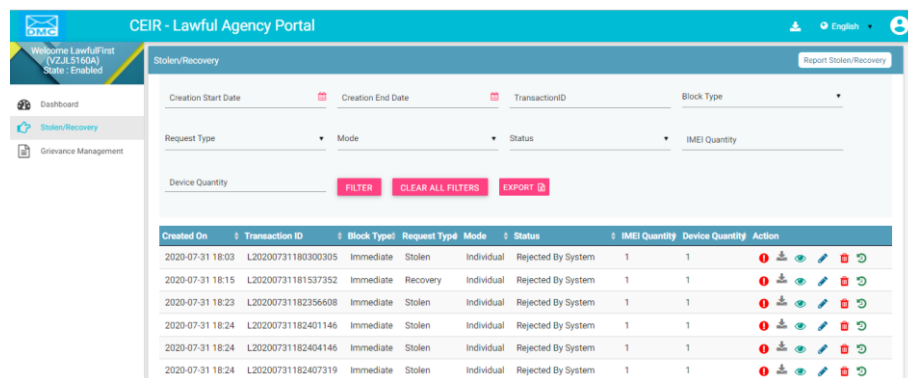 DMC
CEIR - Lawful Agency Portal
English
Welcome LawfulFirst
(VZJL5160A)
State : Enabled
Stolen/Recovery
Report Stolen/Recovery
Dashboard
Stolen/Recovery
Grievance Management
Creation Start Date Creation End Date TransactionID Block Type
Request Type Mode Status IMEI Quantity
Device Quantity FILTER CLEAR ALL FILTERS EXPORT
Created On Transaction ID Block Type Request Type Mode Status IMEI Quantity Device Quantity Action
2020-07-31 18:03 L20200731180300305 Immediate Stolen Individual Rejected By System 1 1
2020-07-31 18:15 L20200731181537352 Immediate Recovery Individual Rejected By System 1 1
2020-07-31 18:23 L20200731182356608 Immediate Stolen Individual Rejected By System 1 1
2020-07-31 18:24 L20200731182401146 Immediate Stolen Individual Rejected By System 1 1
2020-07-31 18:24 L20200731182404146 Immediate Stolen Individual Rejected By System 1 1
2020-07-31 18:24 L20200731182407319 Immediate Stolen Individual Rejected By System 1 1